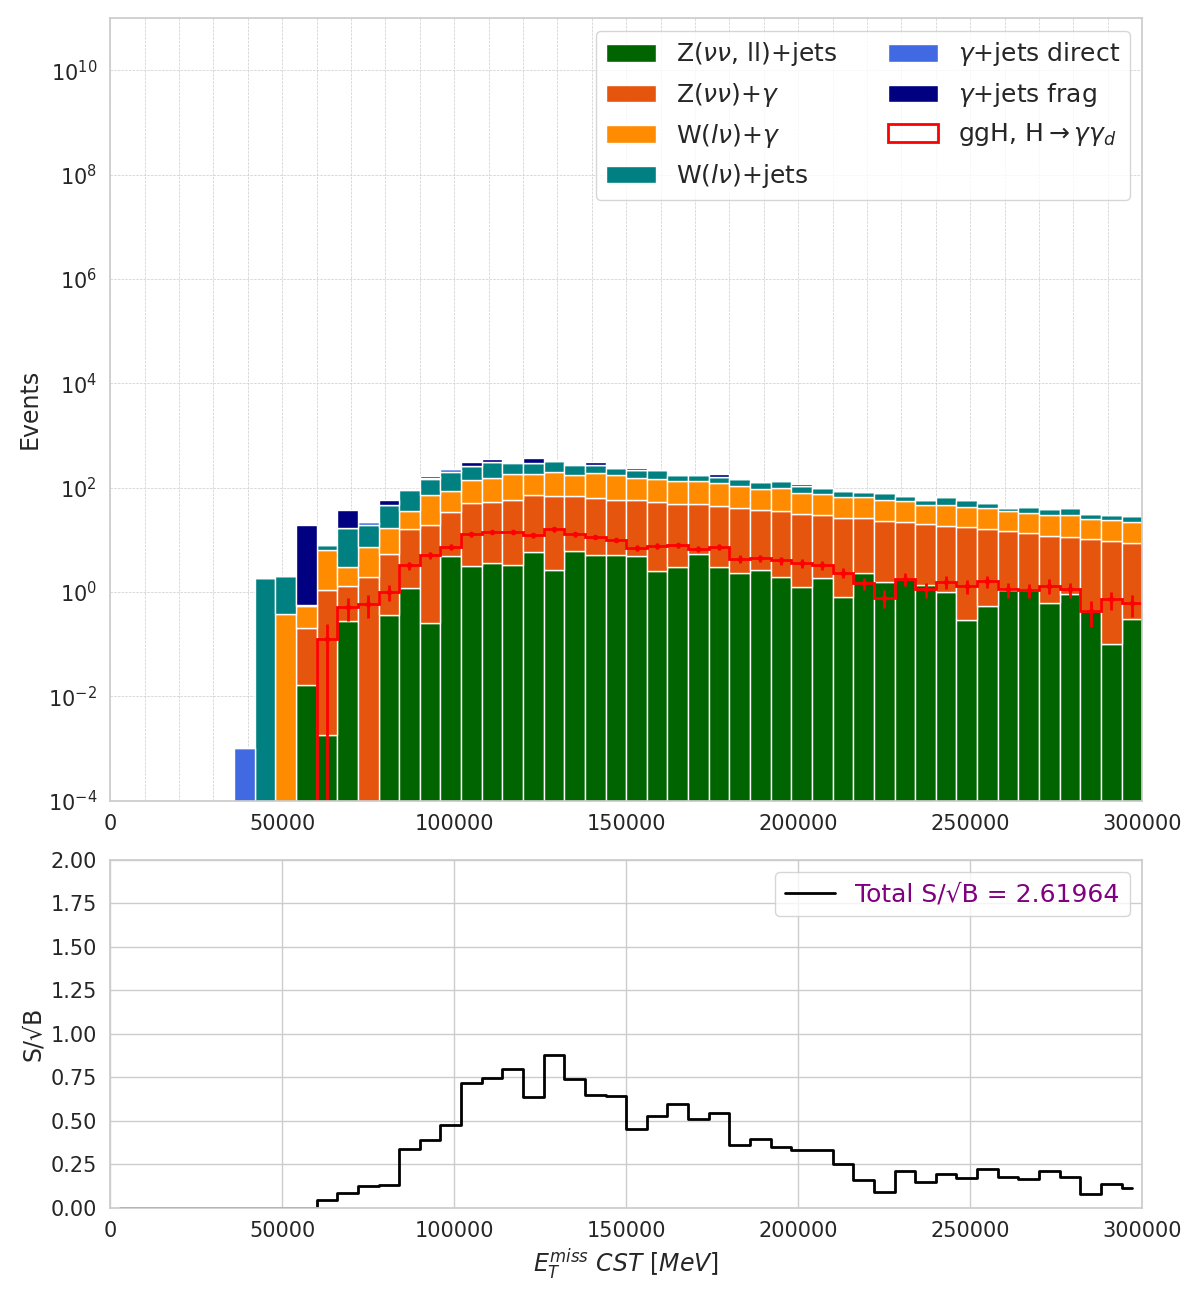 Z(νν, ll)+jets
Z(νν)+γ
W(lν)+γ
W(lν)+jets
γ+jets direct
γ+jets frag
ggH, H→γγ_d
Events
10^10
10^8
10^6
10^4
10^2
10^0
10^−2
10^−4
0 50000 100000 150000 200000 250000 300000
Total S/√B = 2.61964
S/√B
2.00
1.75
1.50
1.25
1.00
0.75
0.50
0.25
0.00
0 50000 100000 150000 200000 250000 300000
E_T^miss CST [MeV]